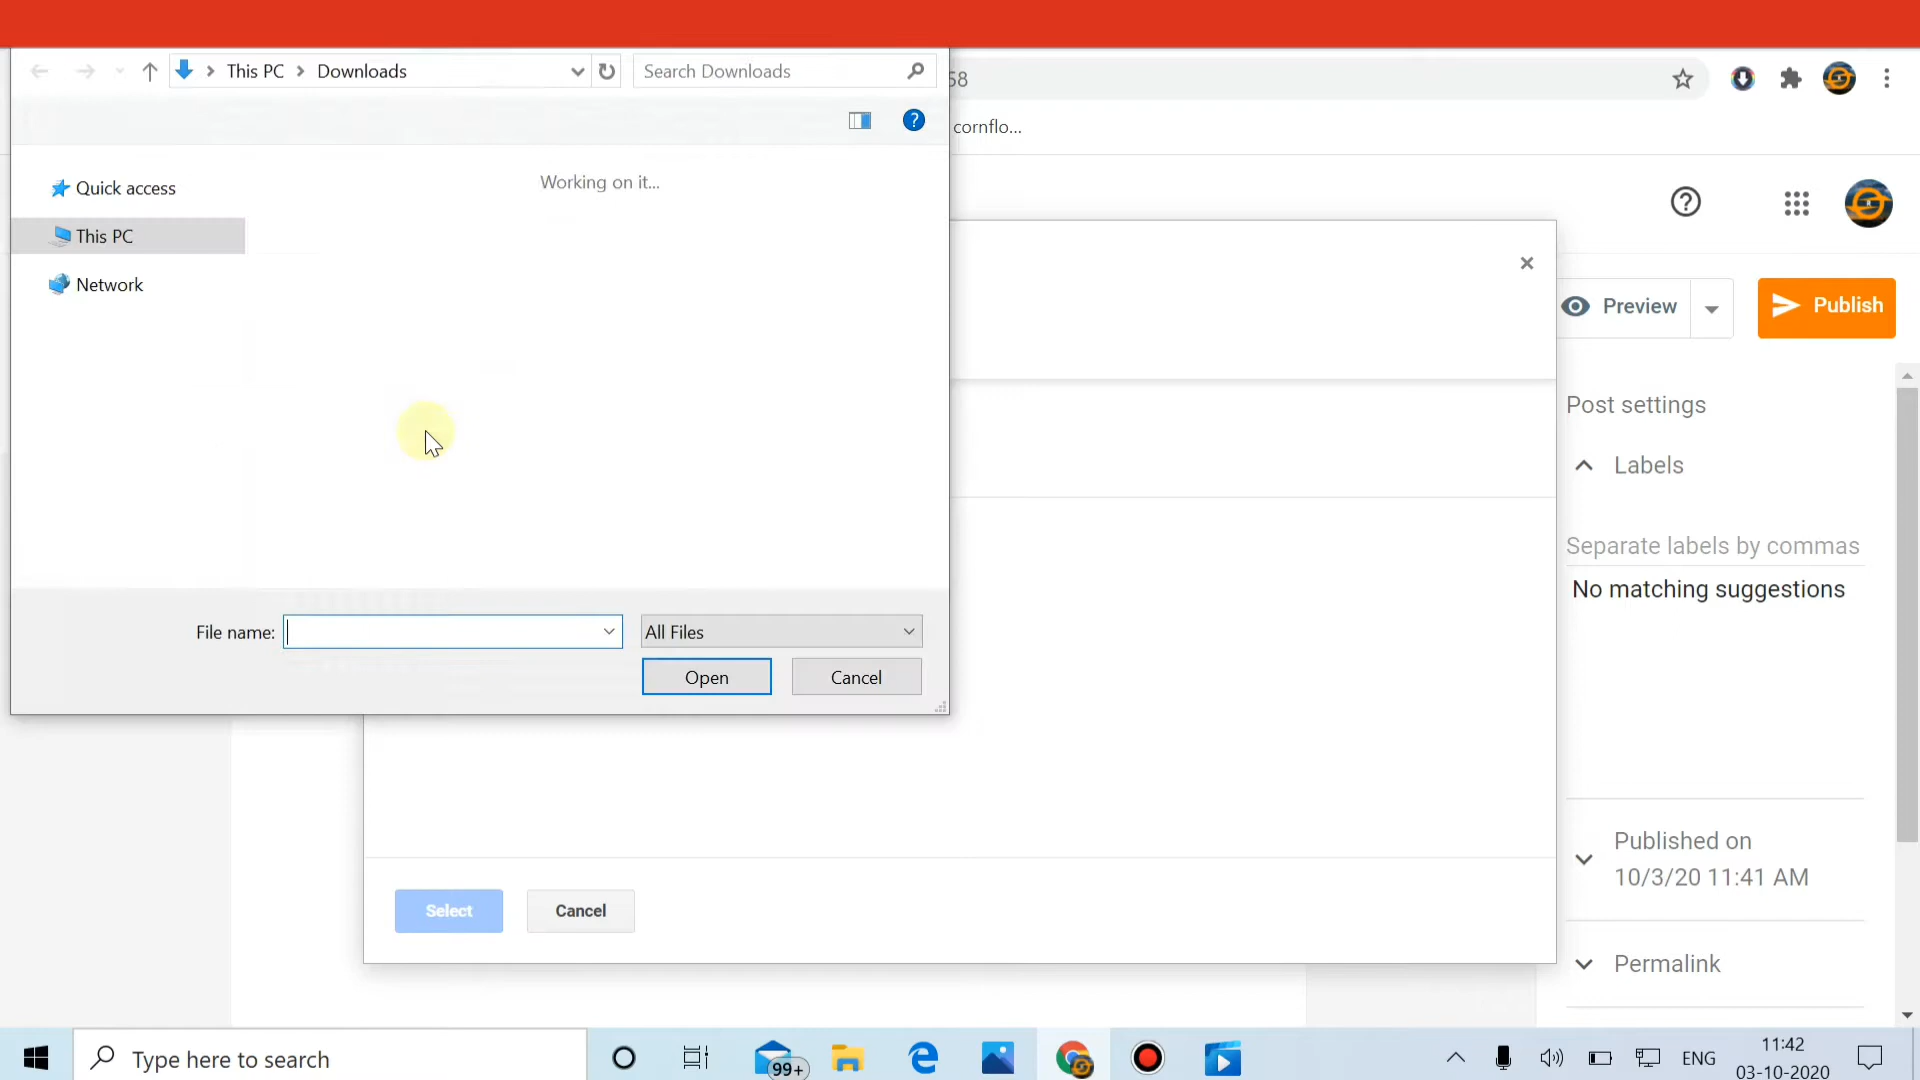 This PC > Downloads
Search Downloads
58
cornflo...
?
Quick access
Working on it...
This PC
Network
Preview
Publish
Post settings
Labels
Separate labels by commas
No matching suggestions
File name:
All Files
Open
Cancel
Published on
10/3/20 11:41 AM
Select
Cancel
Permalink
Type here to search
99+
ENG
11:42
03-10-2020